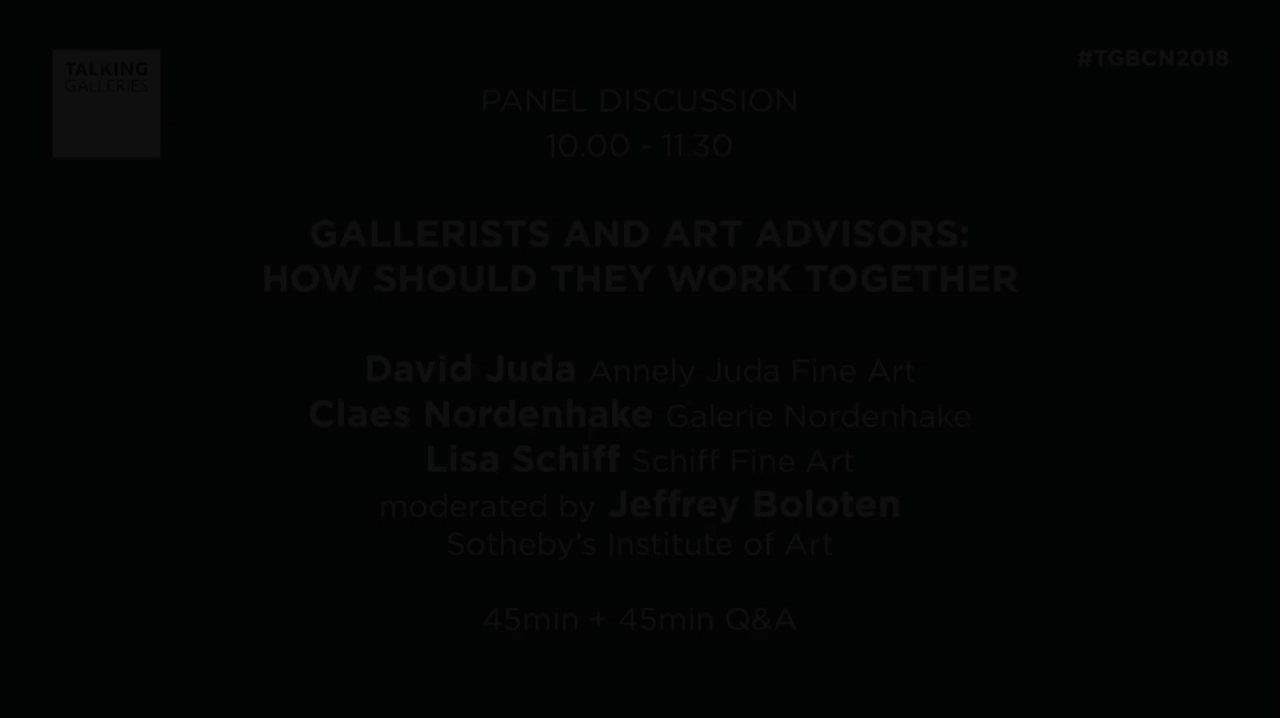 TALKING
GALLERIES
#TGBCN2018
PANEL DISCUSSION
10.00 - 11.30
GALLERISTS AND ART ADVISORS:
HOW SHOULD THEY WORK TOGETHER
David Juda Annely Juda Fine Art
Claes Nordenhake Galerie Nordenhake
Lisa Schiff Schiff Fine Art
moderated by Jeffrey Boloten
Sotheby's Institute of Art
45min + 45min Q&A